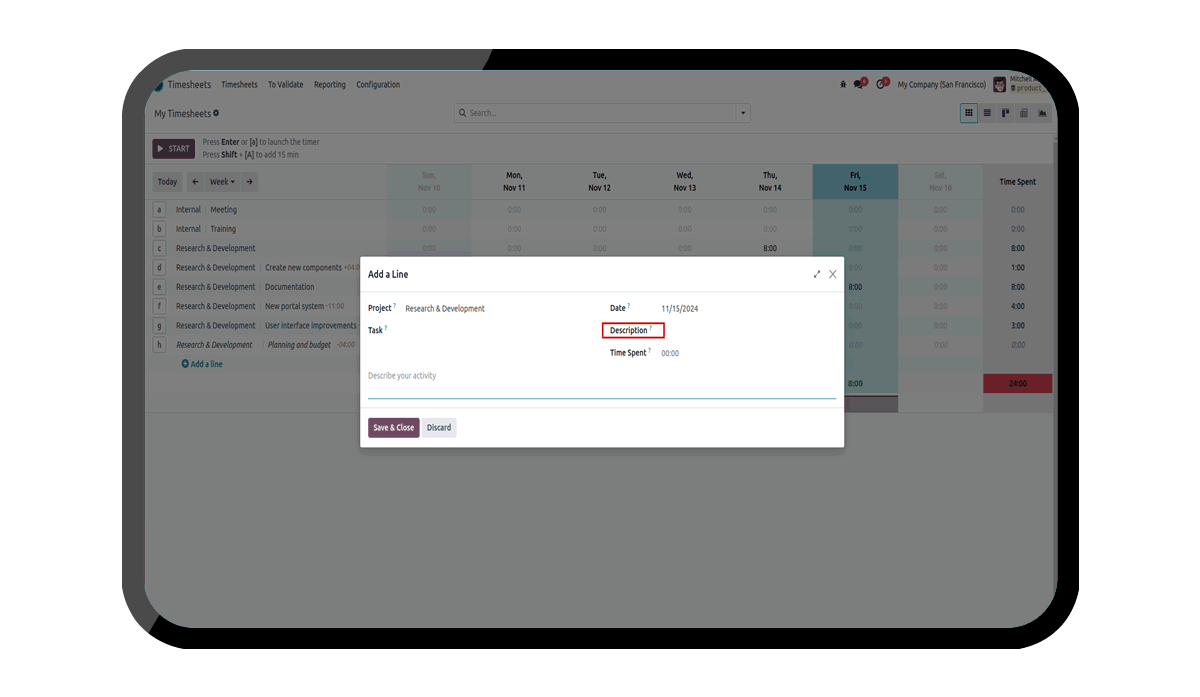 Timesheets Timesheets To Validate Reporting Configuration My Company (San Francisco) Mitchell
product_
My Timesheets Search...
START Press Enter or [a] to launch the timer
Press Shift + [A] to add 15 min
Today Week Sun, Nov 10 Mon, Nov 11 Tue, Nov 12 Wed, Nov 13 Thu, Nov 14 Fri, Nov 15 Sat, Nov 16 Time Spent
a Internal | Meeting 0:00 0:00 0:00 0:00 0:00 0:00 0:00 0:00
b Internal | Training 0:00 0:00 0:00 0:00 0:00 0:00 0:00 0:00
c Research & Development 0:00 0:00 0:00 0:00 8:00 0:00 0:00 8:00
d Research & Development | Create new components +04:0 0:00 0:00 1:00
e Research & Development | Documentation 8:00 0:00 8:00
f Research & Development | New portal system -11:00 0:00 0:00 4:00
g Research & Development | User interface improvements 0:00 0:00 3:00
h Research & Development | Planning and budget -04:00 0:00 0:00 0:00
Add a line
8:00 24:00
Add a Line
Project ? Research & Development Date ? 11/15/2024
Task ? Description ?
Time Spent ? 00:00
Describe your activity
Save & Close Discard